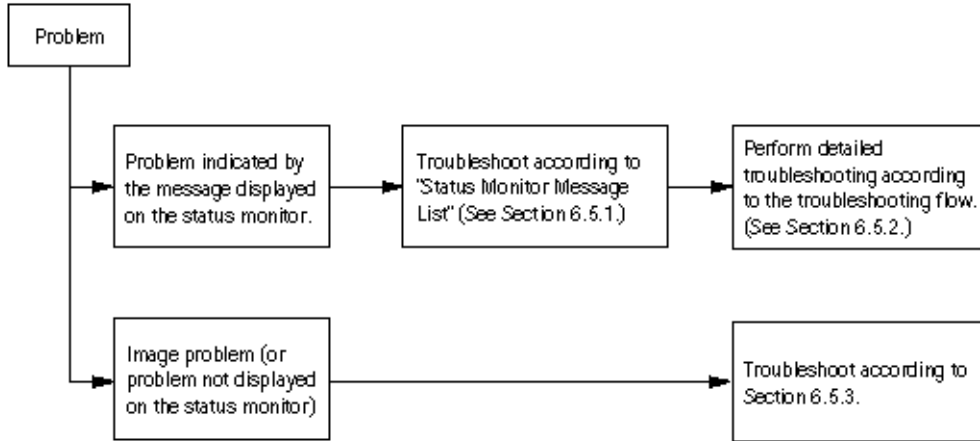 Problem
Problem indicated by
the message displayed
on the status monitor.
Troubleshoot according to
"Status Monitor Message
List" (See Section 6.5.1.)
Perform detailed
troubleshooting according
to the troubleshooting flow.
(See Section 6.5.2.)
Image problem (or
problem not displayed
on the status monitor)
Troubleshoot according to
Section 6.5.3.